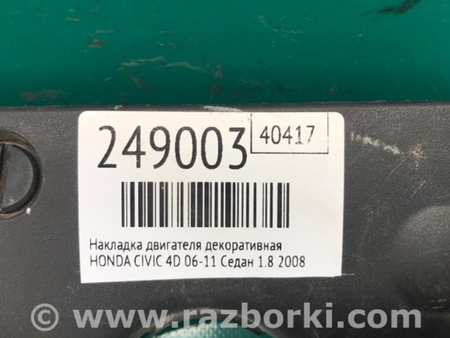 249003 40417
Накладка двигателя декоративная
HONDA CIVIC 4D 06-11 Седан 1.8 2008
© www.razborki.com